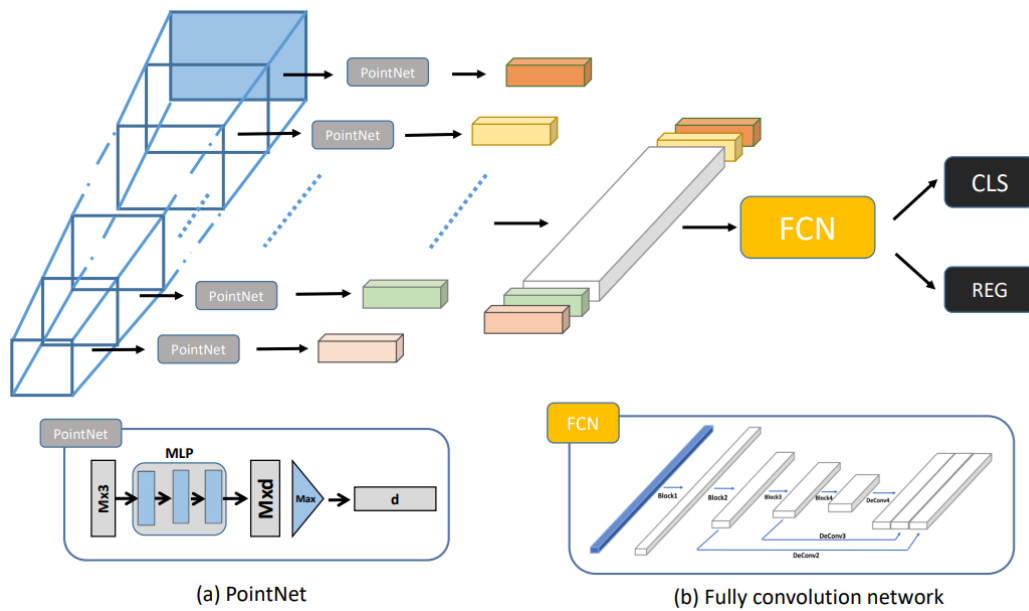 PointNet
PointNet
PointNet
PointNet
FCN
CLS
REG
PointNet
MLP
Mx3
Mxd
Max
d
(a) PointNet
FCN
Block1
Block2
Block3
Block4
DeConv4
DeConv3
DeConv2
(b) Fully convolution network